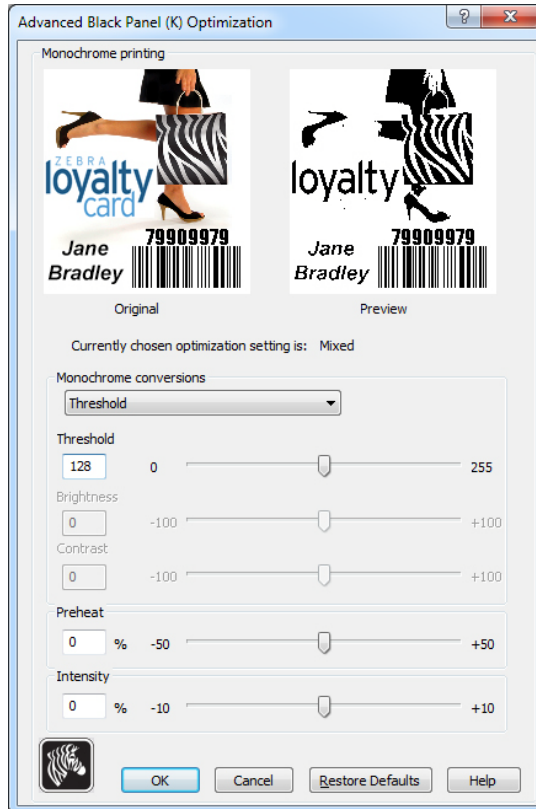 Advanced Black Panel (K) Optimization
Monochrome printing
ZEBRA
loyalty
card
79909979
Jane
Bradley
loyalty
79909979
Jane
Bradley
Original Preview
Currently chosen optimization setting is: Mixed
Monochrome conversions
Threshold
Threshold
128 0 255
Brightness
0 -100 +100
Contrast
0 -100 +100
Preheat
0 % -50 +50
Intensity
0 % -10 +10
OK Cancel Restore Defaults Help